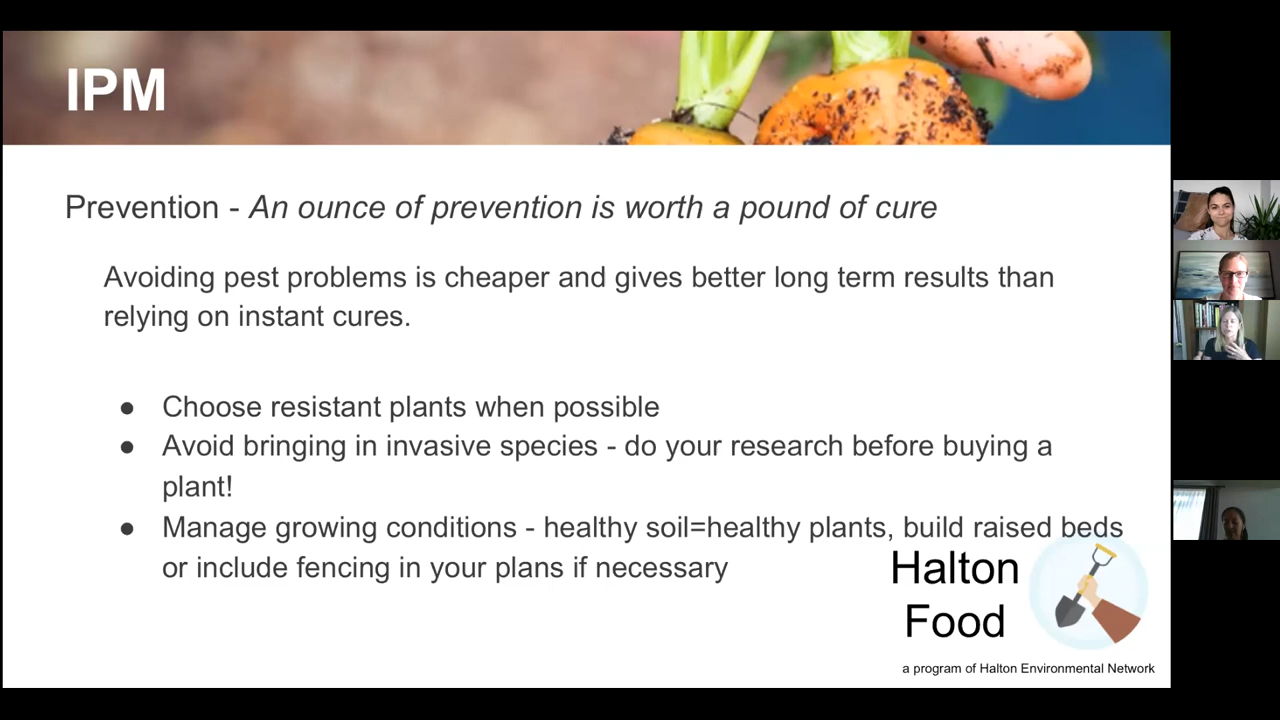 IPM
Prevention - An ounce of prevention is worth a pound of cure
Avoiding pest problems is cheaper and gives better long term results than
relying on instant cures.
● Choose resistant plants when possible
● Avoid bringing in invasive species - do your research before buying a
plant!
● Manage growing conditions - healthy soil=healthy plants, build raised beds
or include fencing in your plans if necessary
Halton
Food
a program of Halton Environmental Network